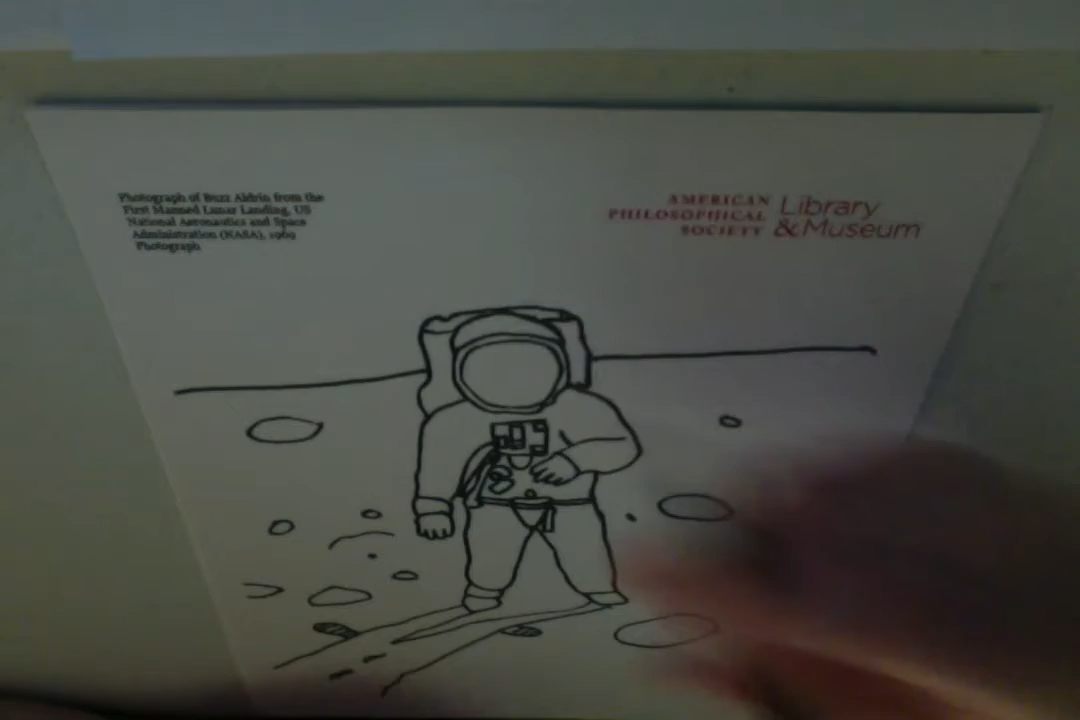 Photograph of Buzz Aldrin from the
First Manned Lunar Landing, US
National Aeronautics and Space
Administration (NASA), 1969
Photograph
AMERICAN
PHILOSOPHICAL
SOCIETY
Library
&Museum